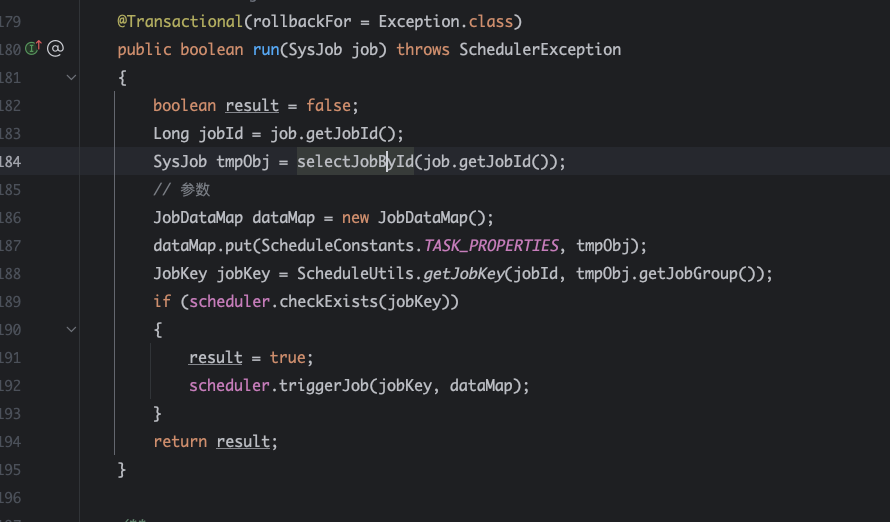 179 @Transactional(rollbackFor = Exception.class)
180 public boolean run(SysJob job) throws SchedulerException
181 {
182 boolean result = false;
183 Long jobId = job.getJobId();
184 SysJob tmpObj = selectJobById(job.getJobId());
185 // 参数
186 JobDataMap dataMap = new JobDataMap();
187 dataMap.put(ScheduleConstants.TASK_PROPERTIES, tmpObj);
188 JobKey jobKey = ScheduleUtils.getJobKey(jobId, tmpObj.getJobGroup());
189 if (scheduler.checkExists(jobKey))
190 {
191 result = true;
192 scheduler.triggerJob(jobKey, dataMap);
193 }
194 return result;
195 }
196